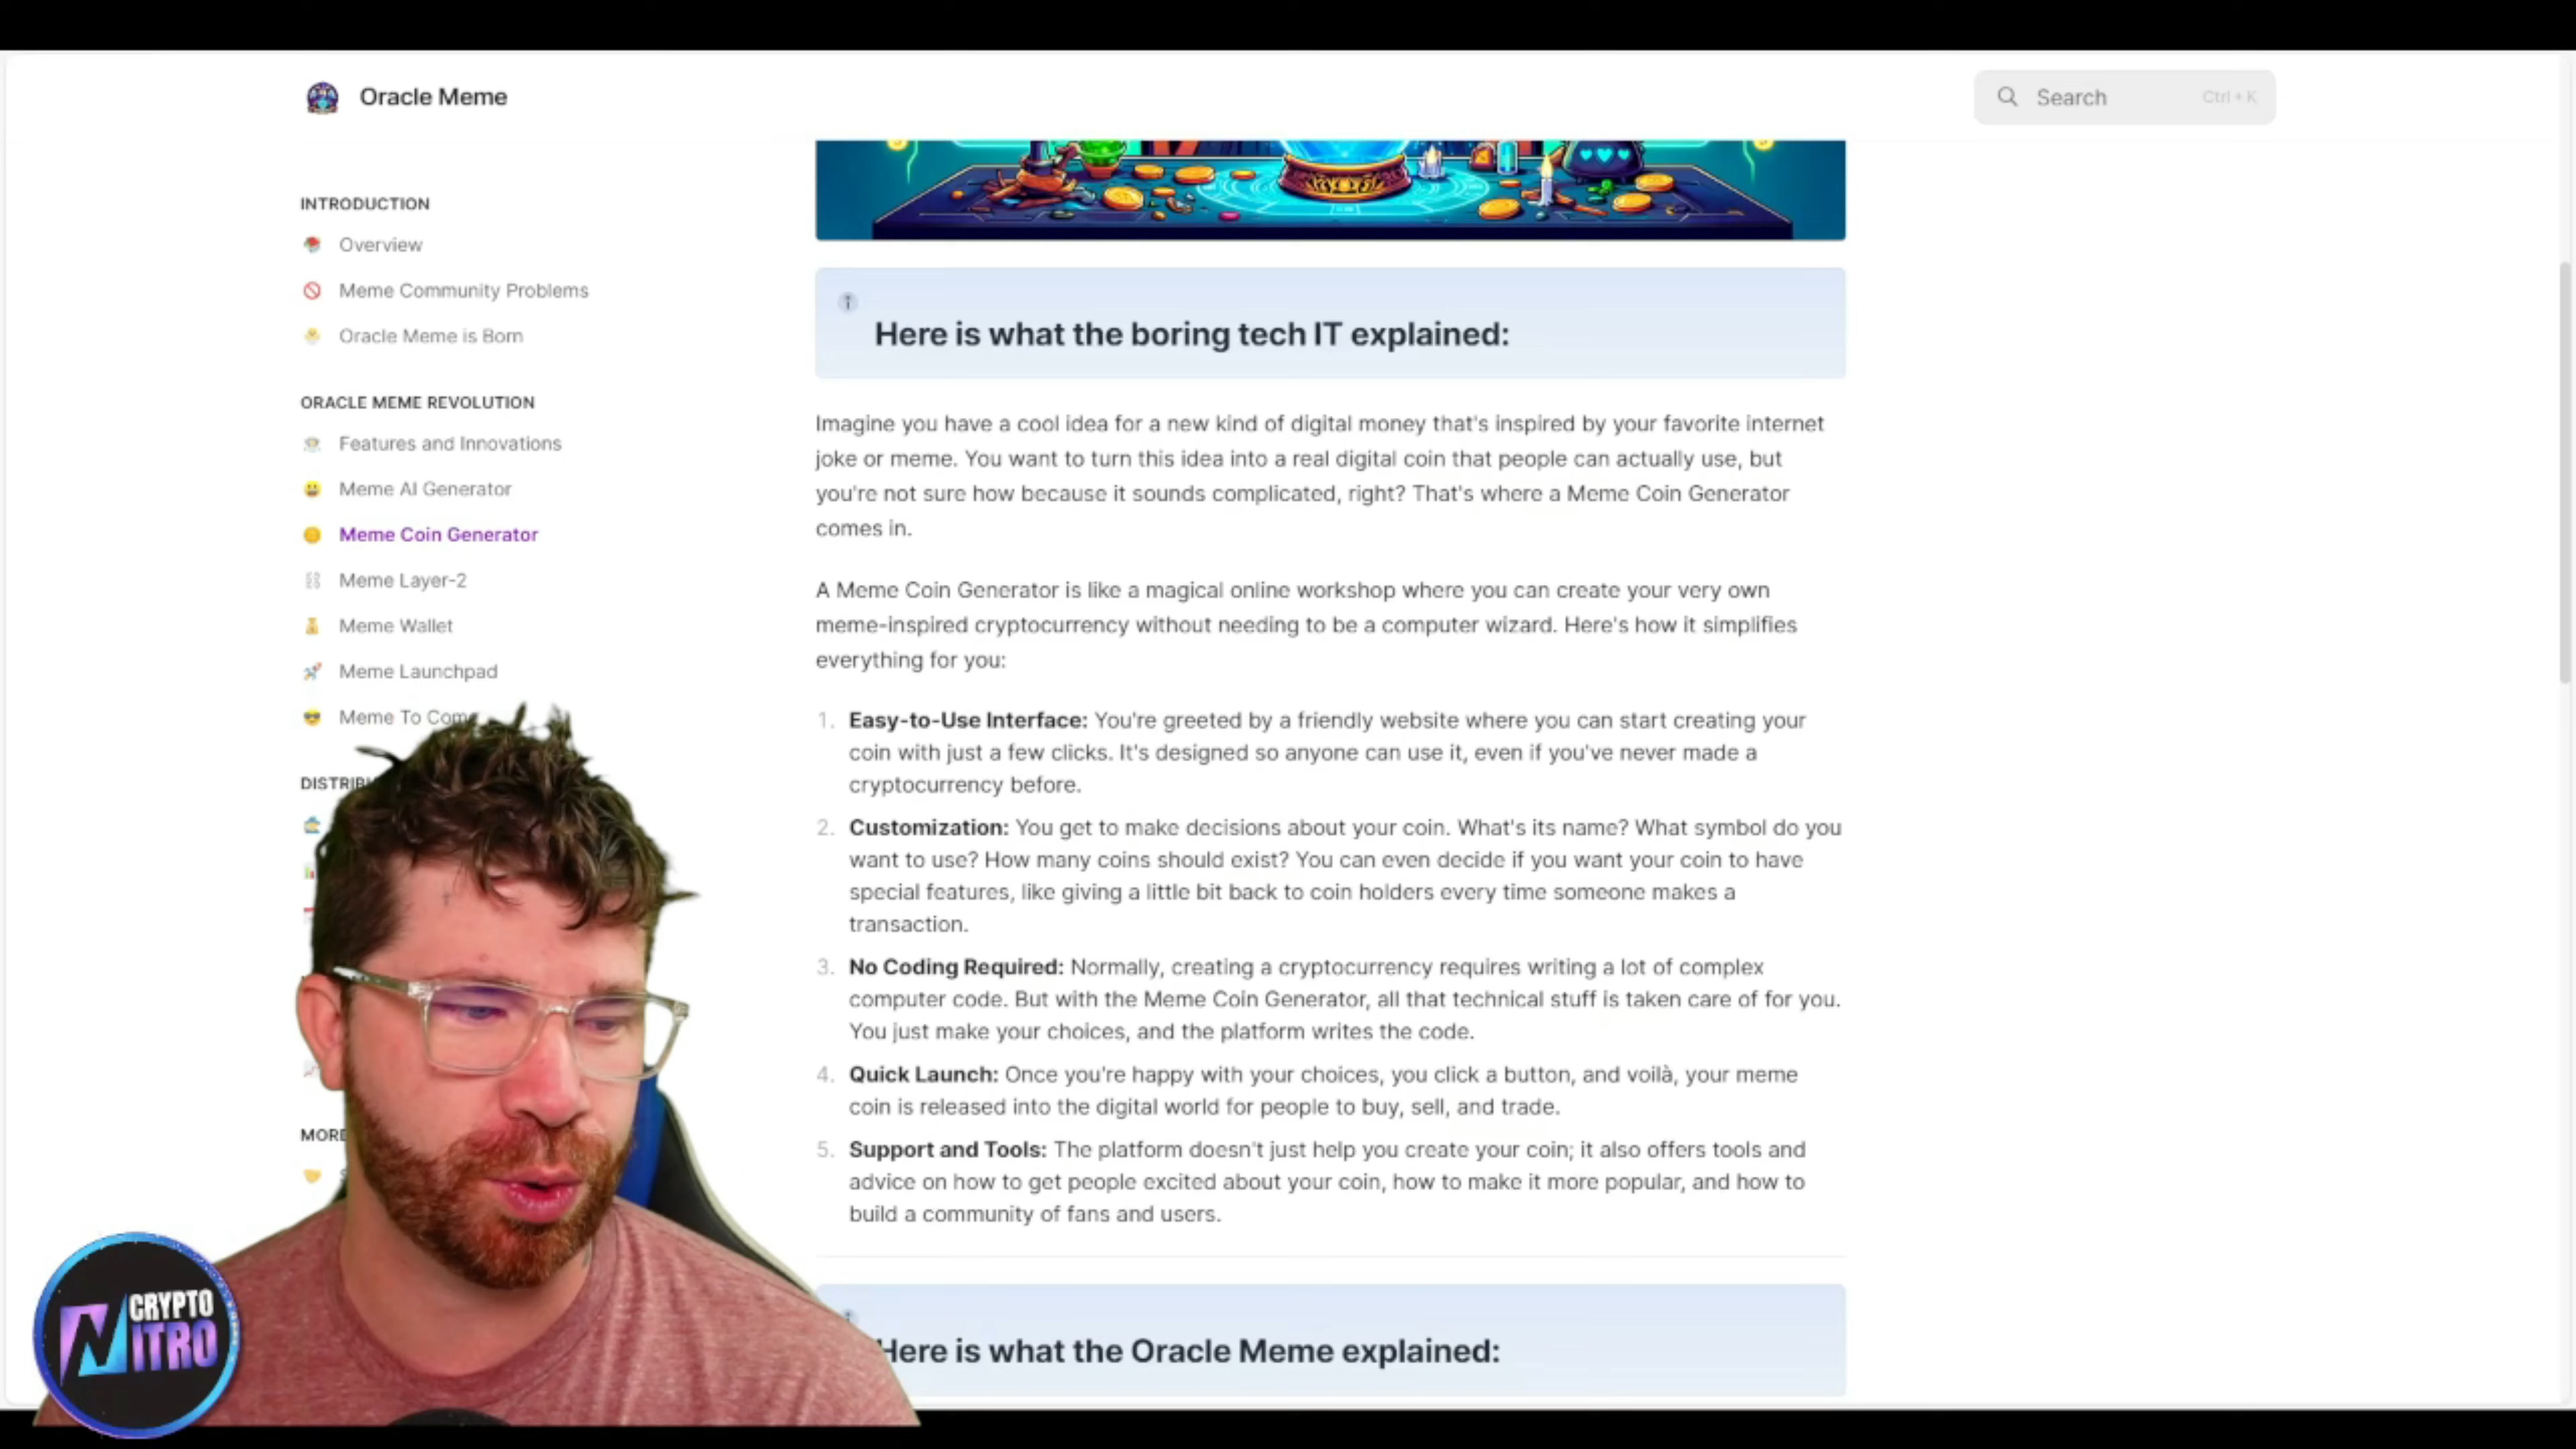 Oracle Meme
Search
Ctrl + K
INTRODUCTION
Overview
Meme Community Problems
Oracle Meme is Born
ORACLE MEME REVOLUTION
Features and Innovations
Meme AI Generator
Meme Coin Generator
Meme Layer-2
Meme Wallet
Meme Launchpad
Meme To
MORE
Here is what the boring tech IT explained:
Imagine you have a cool idea for a new kind of digital money that's inspired by your favorite internet
joke or meme. You want to turn this idea into a real digital coin that people can actually use, but
you're not sure how because it sounds complicated, right? That's where a Meme Coin Generator
comes in.
A Meme Coin Generator is like a magical online workshop where you can create your very own
meme-inspired cryptocurrency without needing to be a computer wizard. Here's how it simplifies
everything for you:
1. Easy-to-Use Interface: You're greeted by a friendly website where you can start creating your
coin with just a few clicks. It's designed so anyone can use it, even if you've never made a
cryptocurrency before.
2. Customization: You get to make decisions about your coin. What's its name? What symbol do you
want to use? How many coins should exist? You can even decide if you want your coin to have
special features, like giving a little bit back to coin holders every time someone makes a
transaction.
3. No Coding Required: Normally, creating a cryptocurrency requires writing a lot of complex
computer code. But with the Meme Coin Generator, all that technical stuff is taken care of for you.
You just make your choices, and the platform writes the code.
4. Quick Launch: Once you're happy with your choices, you click a button, and voilà, your meme
coin is released into the digital world for people to buy, sell, and trade.
5. Support and Tools: The platform doesn't just help you create your coin; it also offers tools and
advice on how to get people excited about your coin, how to make it more popular, and how to
build a community of fans and users.
Here is what the Oracle Meme explained:
CRYPTO
NITRO